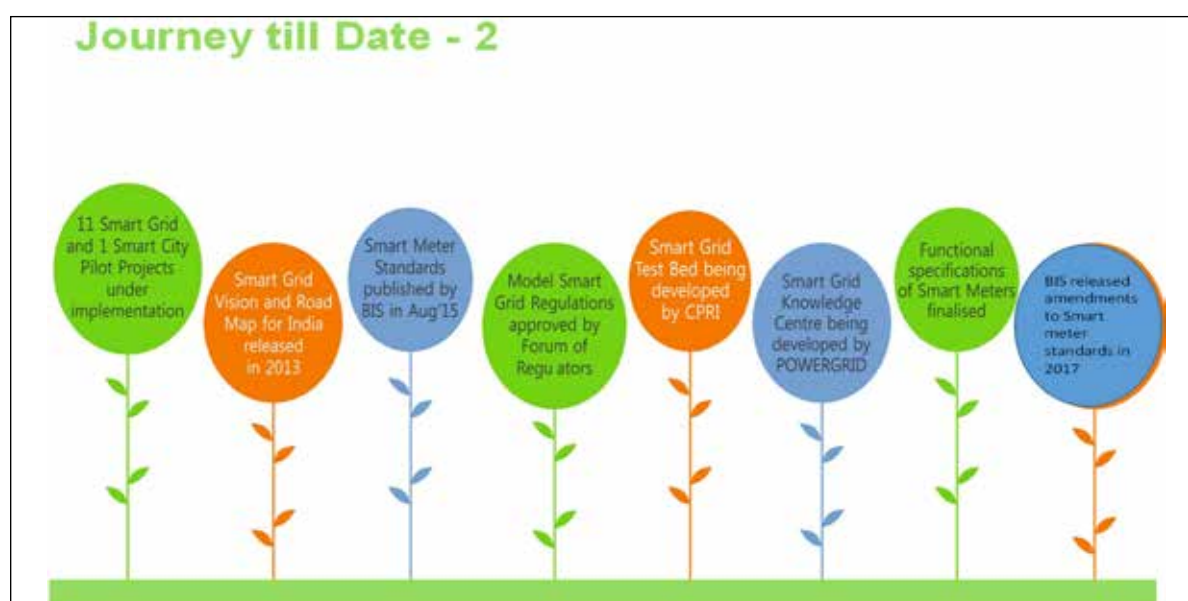 Journey till Date - 2
11 Smart Grid
and 1 Smart City
Pilot Projects
under
implementation
Smart Grid
Vision and Road
Map for India
released
in 2013
Smart Meter
Standards
published by
BIS in Aug'15
Model Smart
Grid Regulations
approved by
Forum of
Regu ators
Smart Grid
Test Bed being
developed
by CPRI
Smart Grid
Knowledge
Centre being
developed by
POWERGRID
Functional
specifications
of Smart Meters
finalised
BIS released
amendments
to Smart
meter
standards in
2017